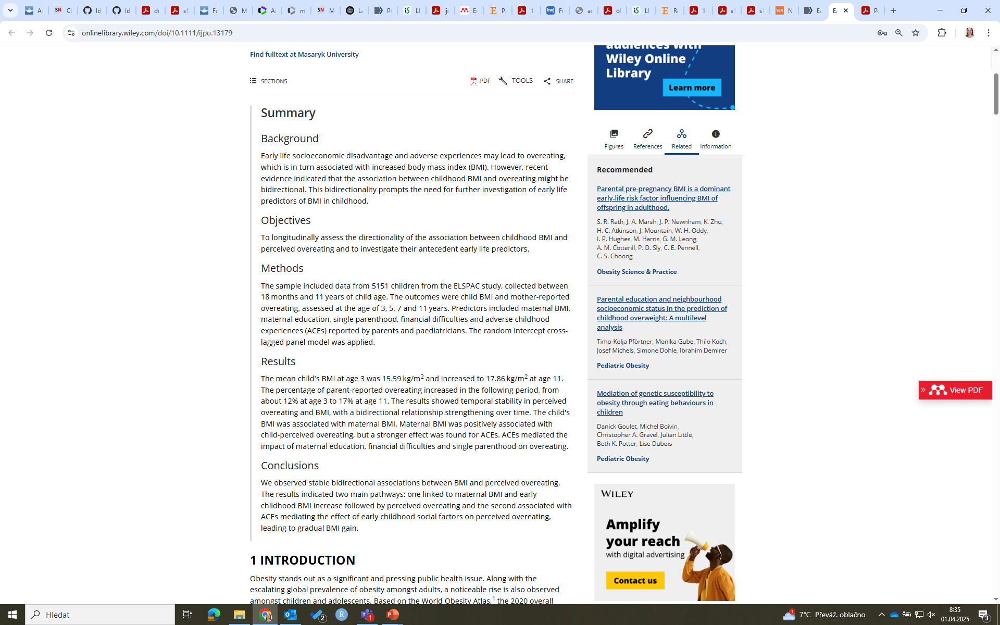 onlinelibrary.wiley.com/doi/10.1111/ijpo.13179
Find fulltext at Masaryk University
SECTIONS
PDF
TOOLS
SHARE
Summary
Background
Early life socioeconomic disadvantage and adverse experiences may lead to overeating,
which is in turn associated with increased body mass index (BMI). However, recent
evidence indicated that the association between childhood BMI and overeating might be
bidirectional. This bidirectionality prompts the need for further investigation of early life
predictors of BMI in childhood.
Objectives
To longitudinally assess the directionality of the association between childhood BMI and
perceived overeating and to investigate their antecedent early life predictors.
Methods
The sample included data from 5151 children from the ELSPAC study, collected between
18 months and 11 years of child age. The outcomes were child BMI and mother-reported
overeating, assessed at the age of 3, 5, 7 and 11 years. Predictors included maternal BMI,
maternal education, single parenthood, financial difficulties and adverse childhood
experiences (ACEs) reported by parents and paediatricians. The random intercept cross-
lagged panel model was applied.
Results
The mean child's BMI at age 3 was 15.59 kg/m² and increased to 17.86 kg/m² at age 11.
The percentage of parent-reported overeating increased in the following period, from
about 12% at age 3 to 17% at age 11. The results showed temporal stability in perceived
overeating and BMI, with a bidirectional relationship strengthening over time. The child's
BMI was associated with maternal BMI. Maternal BMI was positively associated with
child-perceived overeating, but a stronger effect was found for ACEs. ACEs mediated the
impact of maternal education, financial difficulties and single parenthood on overeating.
Conclusions
We observed stable bidirectional associations between BMI and perceived overeating.
The results indicated two main pathways: one linked to maternal BMI and early
childhood BMI increase followed by perceived overeating and the second associated with
ACEs mediating the effect of early childhood social factors on perceived overeating,
leading to gradual BMI gain.
1 INTRODUCTION
Obesity stands out as a significant and pressing public health issue. Along with the
escalating global prevalence of obesity amongst adults, a noticeable rise is also observed
amongst children and adolescents. Based on the World Obesity Atlas,¹ the 2020 overall
audiences with
Wiley Online
Library
Learn more
Figures
References
Related
Information
Recommended
Parental pre-pregnancy BMI is a dominant
early-life risk factor influencing BMI of
offspring in adulthood.
S. R. Rath, J. A. Marsh, J. P. Newnham, K. Zhu,
H. C. Atkinson, J. Mountain, W. H. Oddy,
I. P. Hughes, M. Harris, G. M. Leong,
A. M. Cotterill, P. D. Sly, C. E. Pennell,
C. S. Choong
Obesity Science & Practice
Parental education and neighbourhood
socioeconomic status in the prediction of
childhood overweight: A multilevel
analysis
Timo-Kolja Pförtner, Monika Gube, Thilo Koch,
Josef Michels, Simone Dohle, Ibrahim Demirer
Pediatric Obesity
Mediation of genetic susceptibility to
obesity through eating behaviours in
children
Danick Goulet, Michel Boivin,
Christopher A. Gravel, Julian Little,
Beth K. Potter, Lise Dubois
Pediatric Obesity
WILEY
Amplify
your reach
with digital advertising
Contact us
View PDF
Hledat
2
1
1
7°C Převáž. oblačno
8:35
01.04.2025
3